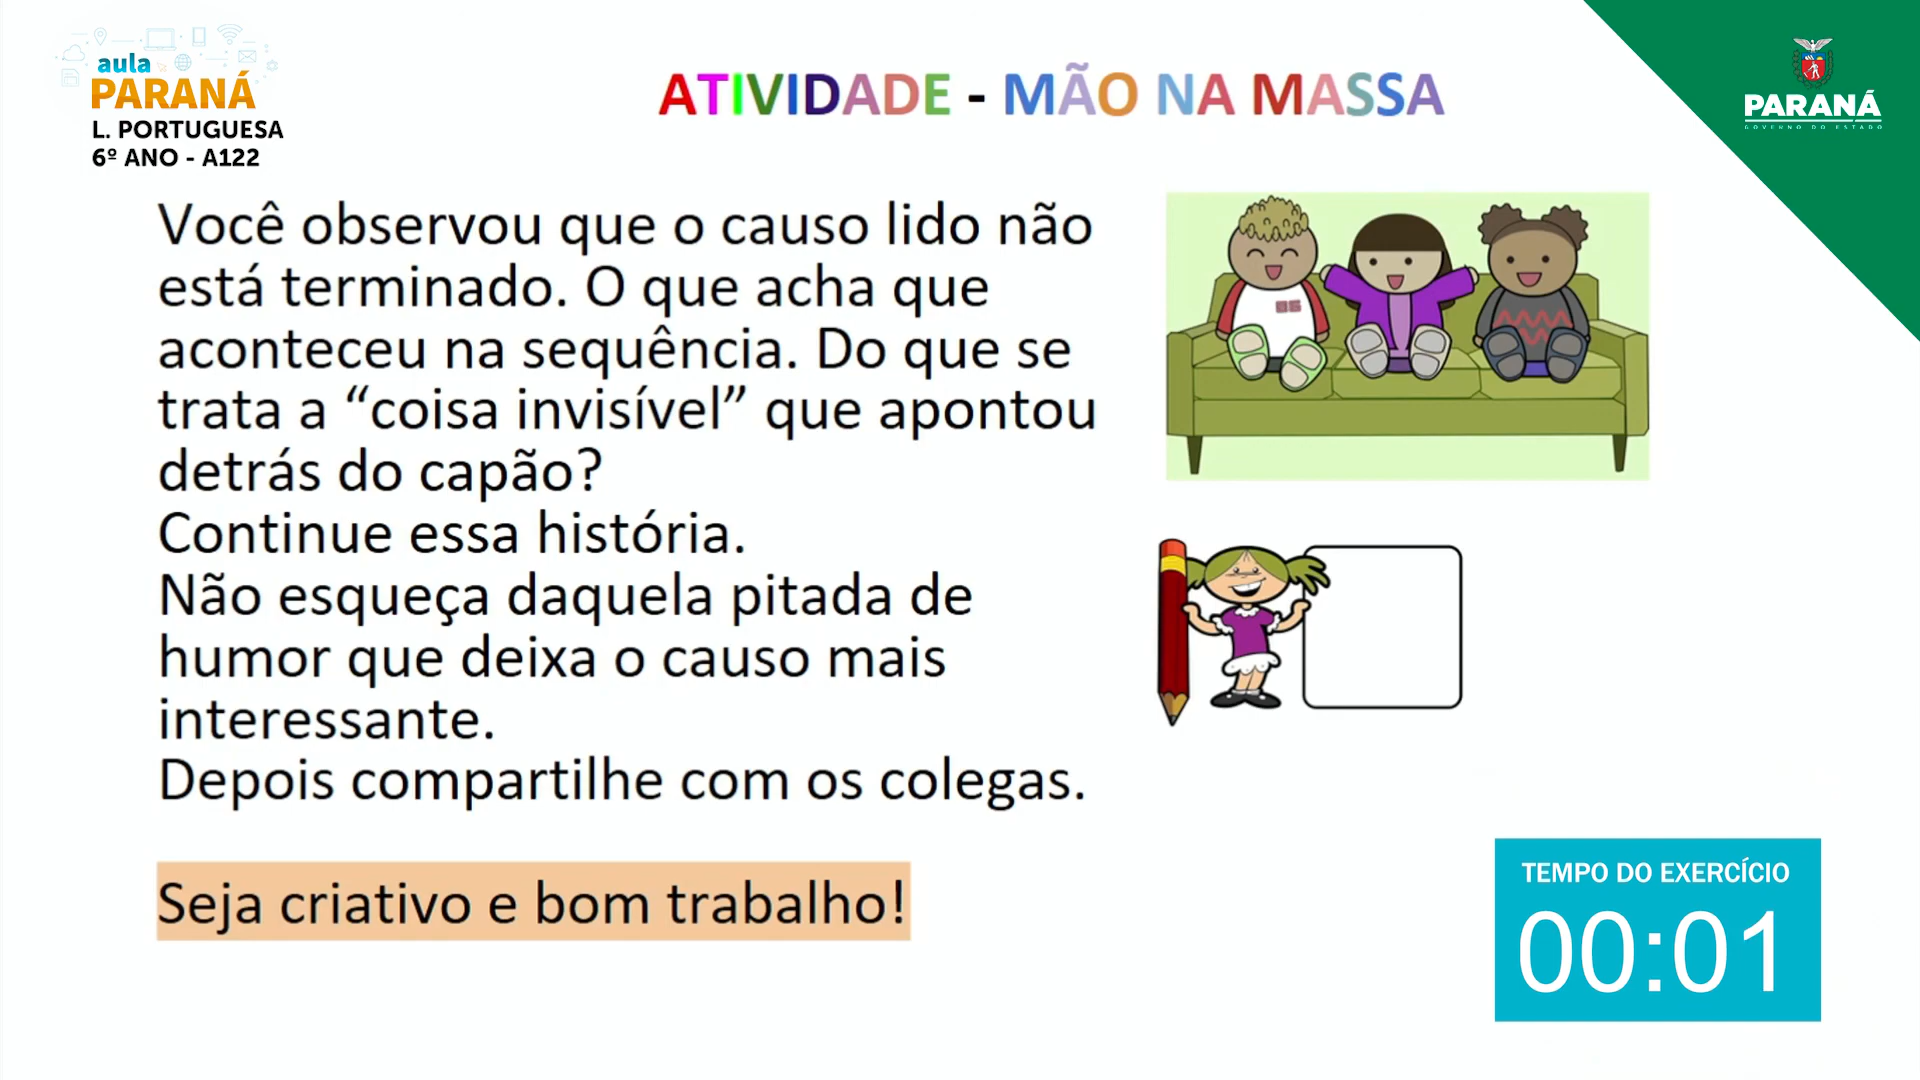 aula
PARANÁ
L. PORTUGUESA
6º ANO - A122
ATIVIDADE - MÃO NA MASSA
PARANÁ
GOVERNO DO ESTADO
Você observou que o causo lido não
está terminado. O que acha que
aconteceu na sequência. Do que se
trata a “coisa invisível” que apontou
detrás do capão?
Continue essa história.
Não esqueça daquela pitada de
humor que deixa o causo mais
interessante.
Depois compartilhe com os colegas.
Seja criativo e bom trabalho!
TEMPO DO EXERCÍCIO
00:01